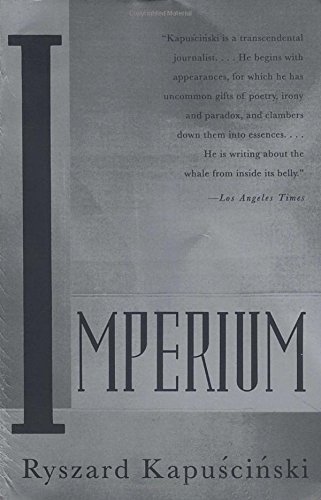 "Kapuściński is a transcendental
journalist. . . . He begins with
appearances, for which he has
uncommon gifts of poetry, irony
and paradox, and clambers
down them into essences. . . .
He is writing about the
whale from inside its belly."
—Los Angeles Times
IMPERIUM
Ryszard Kapuściński